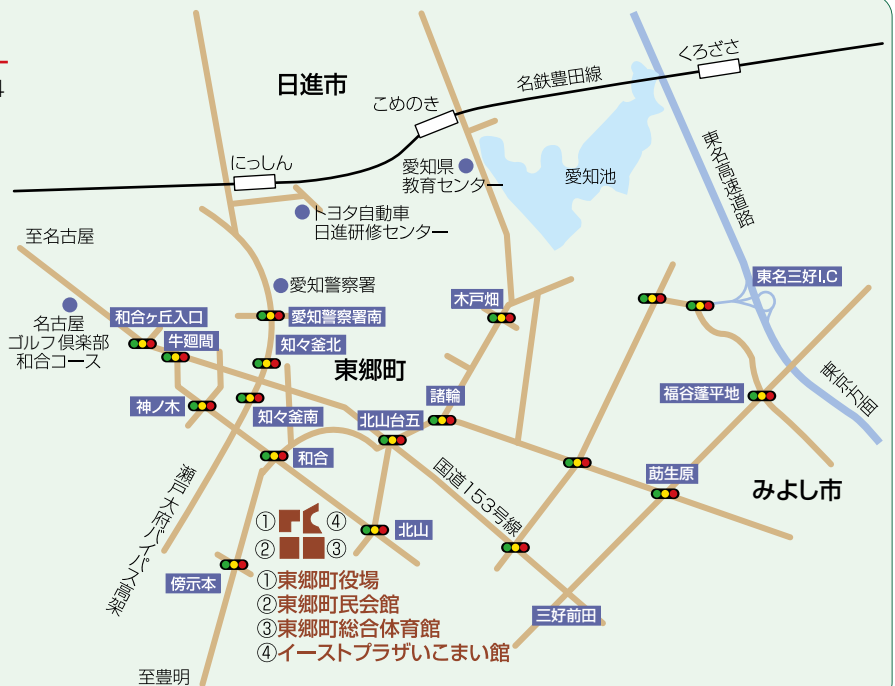 4
日進市
くろざさ
名鉄豊田線
こめのき
にっしん
愛知県
教育センター
愛知池
東名高速道路
トヨタ自動車
日進研修センター
至名古屋
愛知警察署
東名三好I.C
木戸畑
名古屋
ゴルフ倶楽部
和合コース
和合ヶ丘入口
愛知警察署南
牛廻間
知々釜北
東郷町
東京方面
諸輪
福谷蓬平地
神ノ木
知々釜南
北山台五
和合
国道153号線
莇生原
みよし市
瀬戸大府バイパス高架
① ④
② ③
北山
傍示本
①東郷町役場
②東郷町民会館
③東郷町総合体育館
④イーストプラザいこまい館
三好前田
至豊明